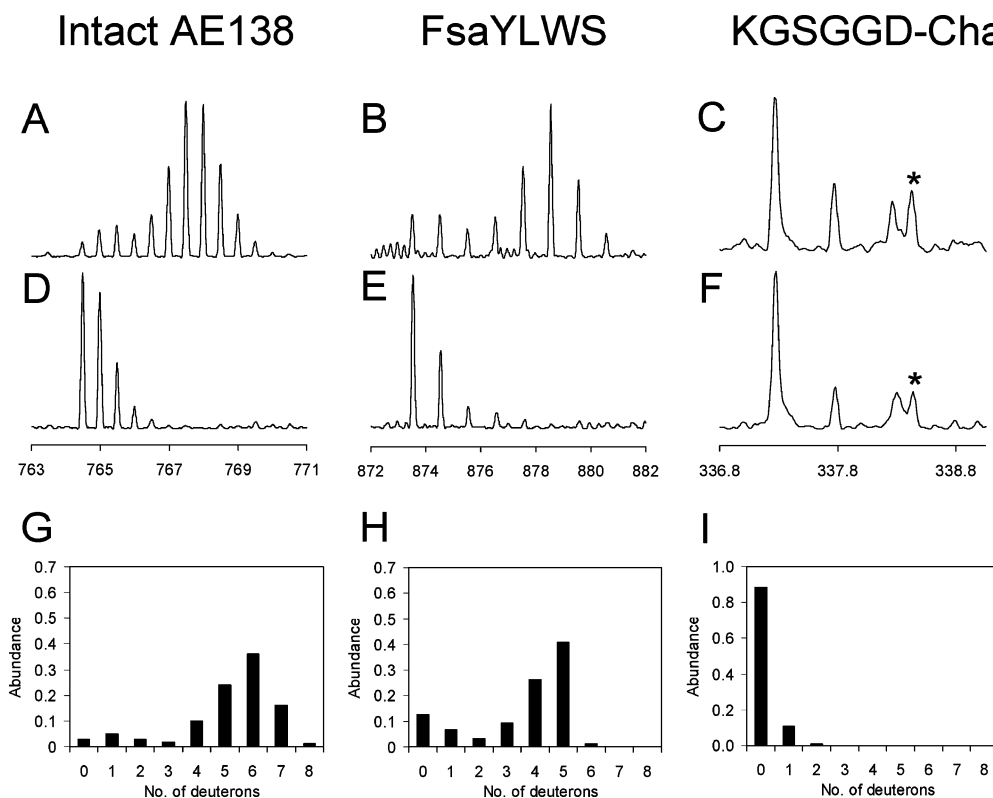 Intact AE138 FsaYLWS KGSGGD-Cha
A B C
*
D E F
*
763 765 767 769 771 872 874 876 878 880 882 336.8 337.8 338.8
G H I
0.7 0.7 1.0
0.6 0.6 0.8
0.5 0.5 0.6
0.4 0.4 0.4
0.3 0.3 0.2
0.2 0.2 0.0
0.1 0.1
0 0
Abundance Abundance Abundance
0 1 2 3 4 5 6 7 8 0 1 2 3 4 5 6 7 8 0 1 2 3 4 5 6 7 8
No. of deuterons No. of deuterons No. of deuterons